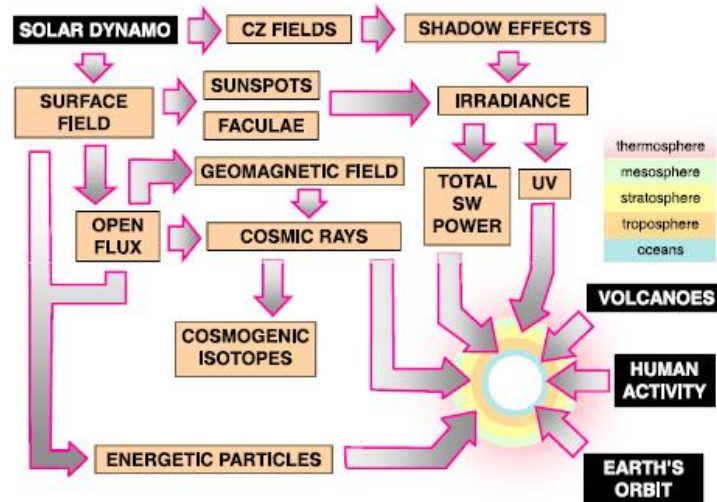 SOLAR DYNAMO
CZ FIELDS
SHADOW EFFECTS
SURFACE
FIELD
SUNSPOTS
FACULAE
IRRADIANCE
GEOMAGNETIC FIELD
OPEN
FLUX
COSMIC RAYS
TOTAL
SW
POWER
UV
thermosphere
mesosphere
stratosphere
troposphere
oceans
COSMOGENIC
ISOTOPES
VOLCANOES
HUMAN
ACTIVITY
ENERGETIC PARTICLES
EARTH'S
ORBIT